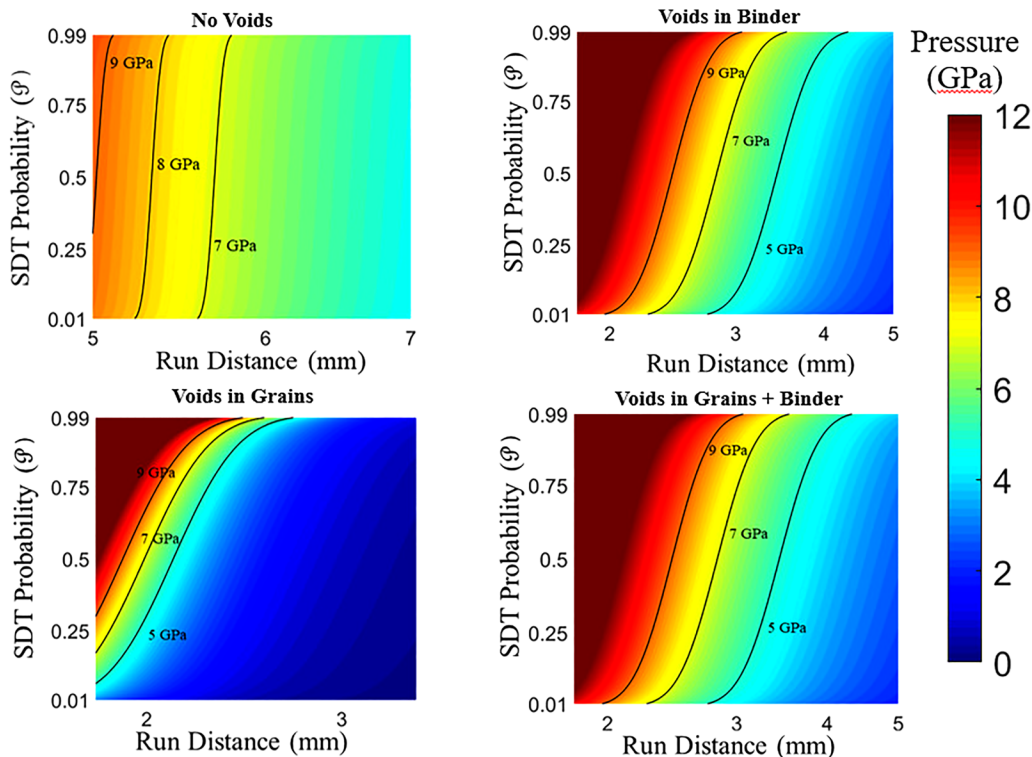 No Voids
SDT Probability (℘)
0.99
0.75
0.5
0.25
0.01
9 GPa
8 GPa
7 GPa
5
6
7
Run Distance (mm)
Voids in Binder
SDT Probability (℘)
0.99
0.75
0.5
0.25
0.01
9 GPa
7 GPa
5 GPa
2
3
4
5
Run Distance (mm)
Pressure
(GPa)
12
10
8
6
4
2
0
Voids in Grains
SDT Probability (℘)
0.99
0.75
0.5
0.25
0.01
9 GPa
7 GPa
5 GPa
2
3
Run Distance (mm)
Voids in Grains + Binder
SDT Probability (℘)
0.99
0.75
0.5
0.25
0.01
9 GPa
7 GPa
5 GPa
2
3
4
5
Run Distance (mm)